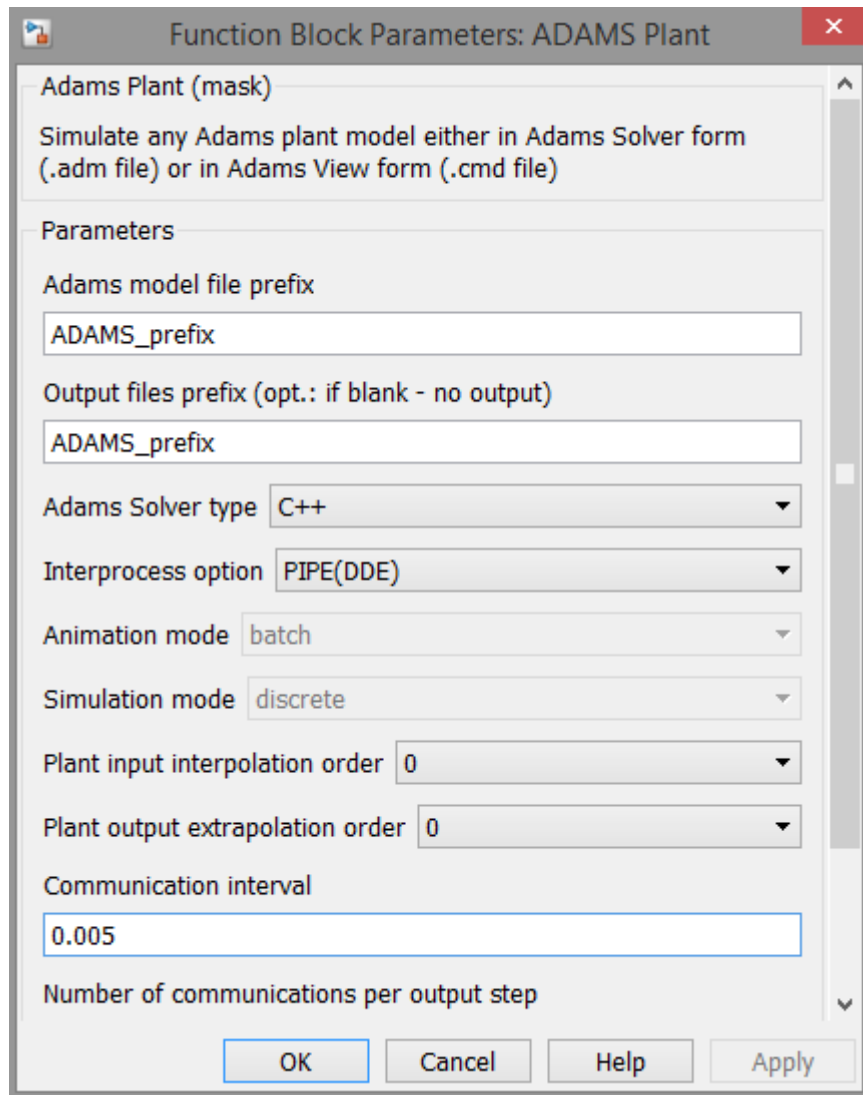 Function Block Parameters: ADAMS Plant
Adams Plant (mask)
Simulate any Adams plant model either in Adams Solver form
(.adm file) or in Adams View form (.cmd file)
Parameters
Adams model file prefix
ADAMS_prefix
Output files prefix (opt.: if blank - no output)
ADAMS_prefix
Adams Solver type C++
Interprocess option PIPE(DDE)
Animation mode batch
Simulation mode discrete
Plant input interpolation order 0
Plant output extrapolation order 0
Communication interval
0.005
Number of communications per output step
OK Cancel Help Apply